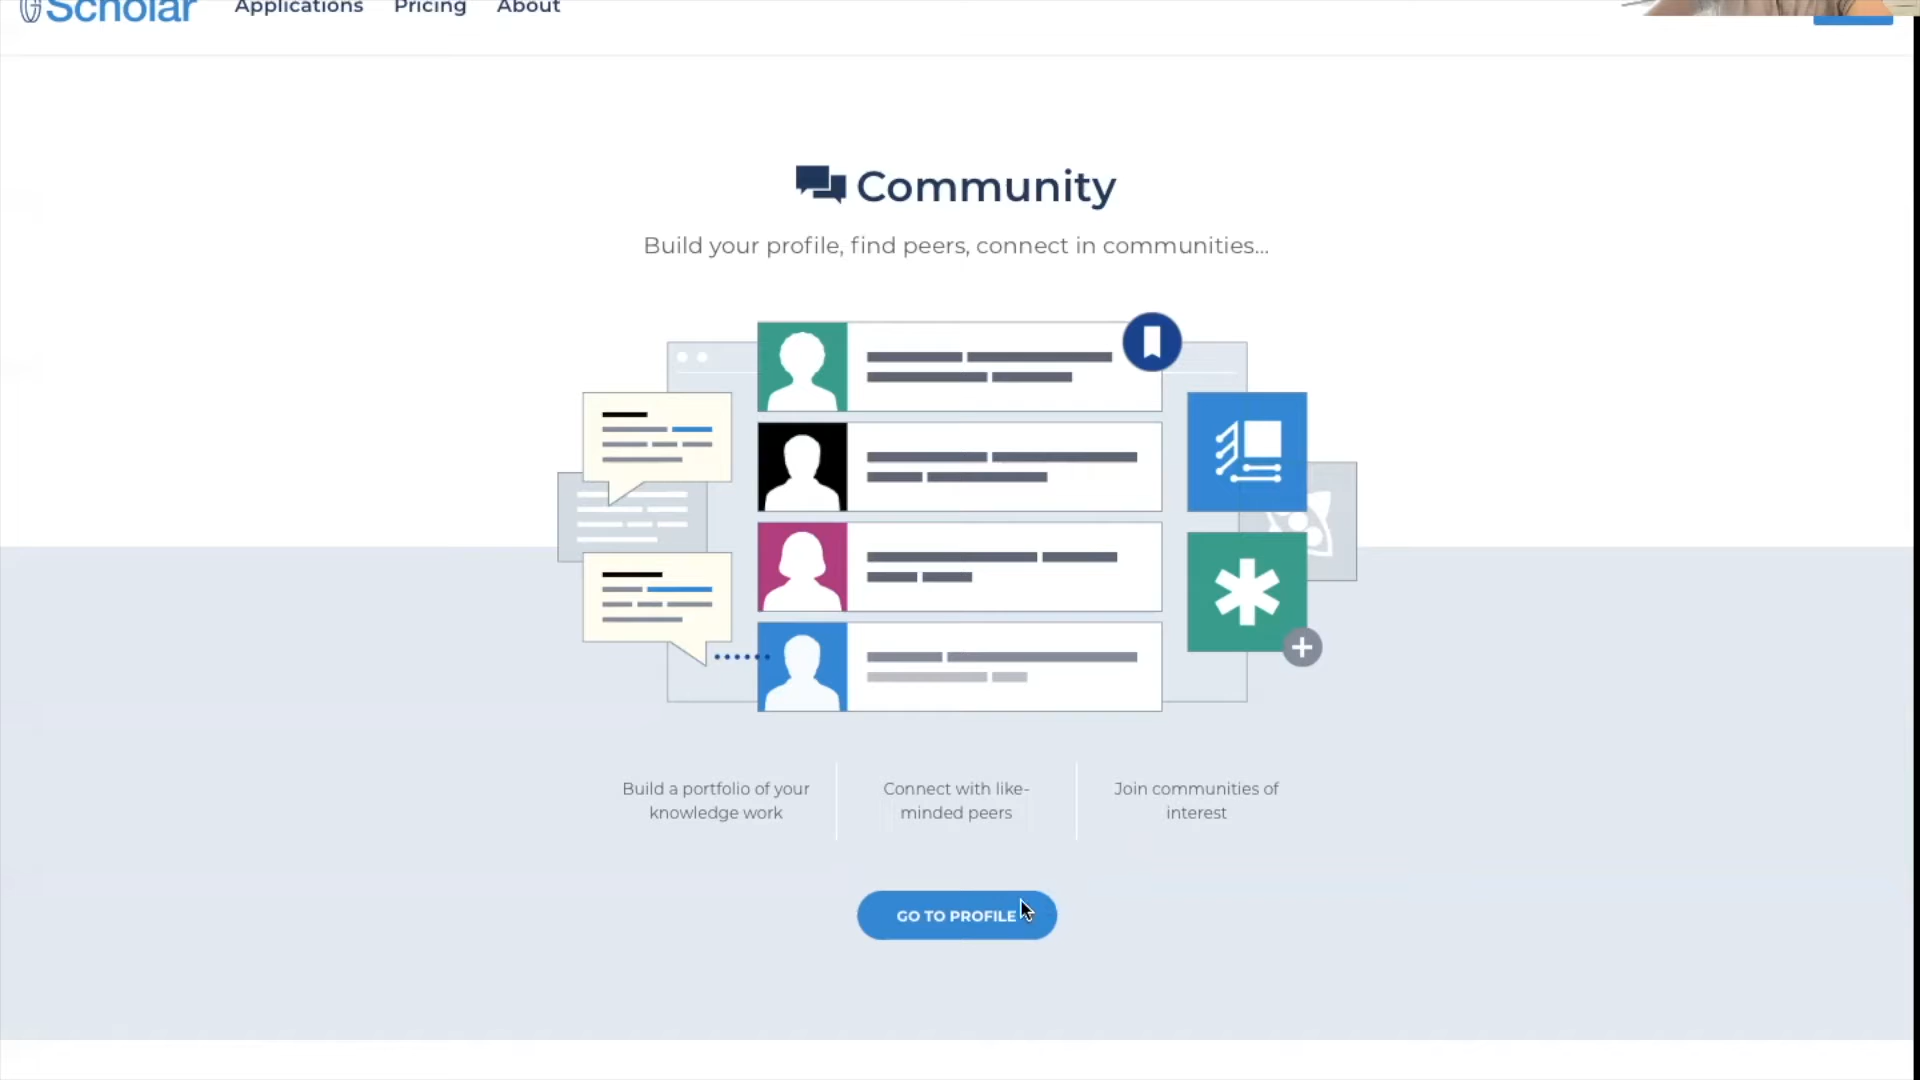 Scholar Applications Pricing About
Community
Build your profile, find peers, connect in communities...
Build a portfolio of your
knowledge work
Connect with like-
minded peers
Join communities of
interest
GO TO PROFILE